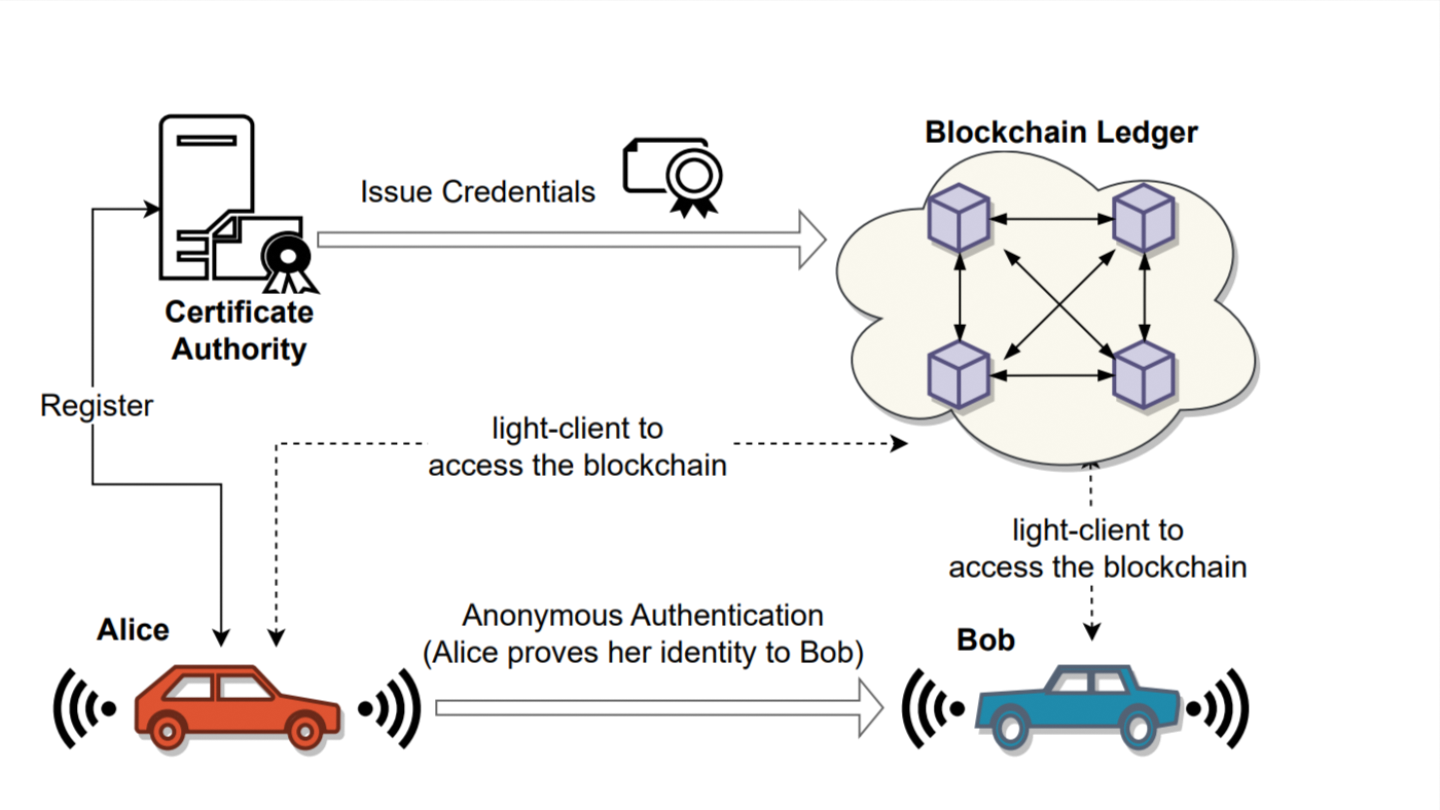 Blockchain Ledger
Issue Credentials
Certificate
Authority
Register
light-client to
access the blockchain
light-client to
access the blockchain
Alice
Anonymous Authentication
(Alice proves her identity to Bob)
Bob